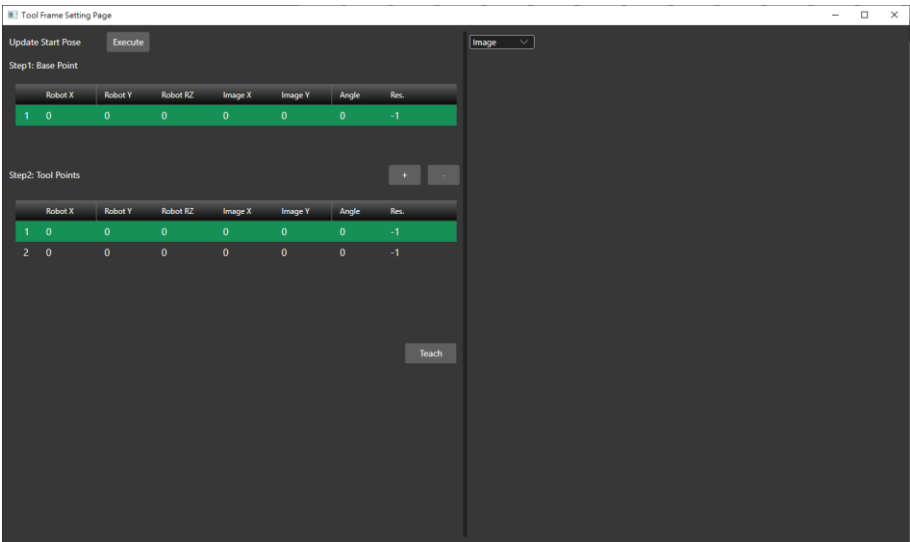 Tool Frame Setting Page
Update Start Pose Execute
Image
Step1: Base Point
Robot X Robot Y Robot RZ Image X Image Y Angle Res.
1 0 0 0 0 0 0 -1
Step2: Tool Points + -
Robot X Robot Y Robot RZ Image X Image Y Angle Res.
1 0 0 0 0 0 0 -1
2 0 0 0 0 0 0 -1
Teach